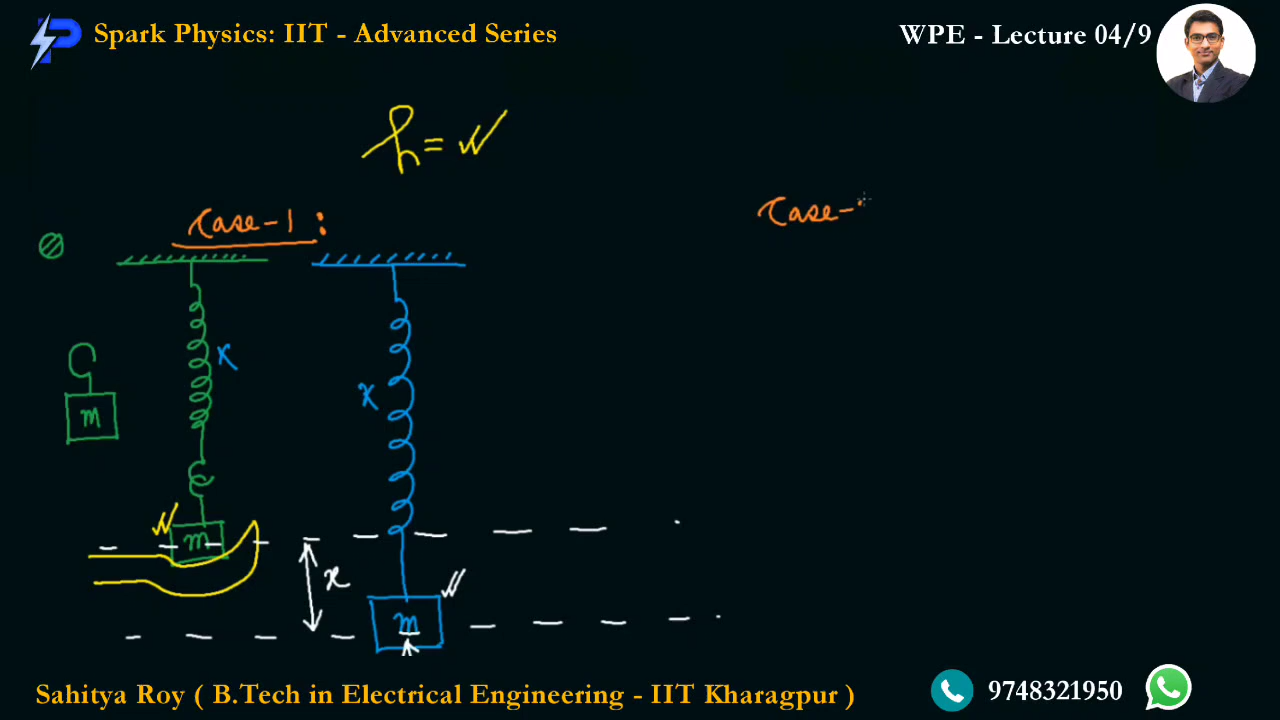 Spark Physics: IIT - Advanced Series
WPE - Lecture 04/9
h = 
Case-1 :
Case-
K
K
m
m
x
m
Sahitya Roy ( B.Tech in Electrical Engineering - IIT Kharagpur )
9748321950